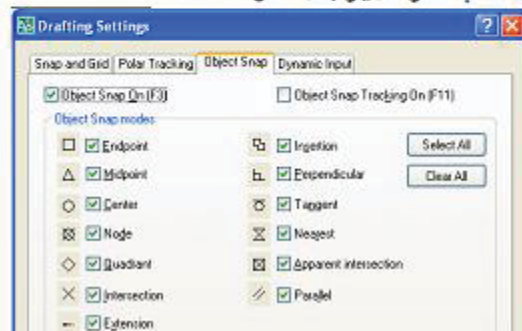 Drafting Settings
Snap and Grid Polar Tracking Object Snap Dynamic Input
Object Snap On (F3) Object Snap Tracking On (F11)
Object Snap modes
Endpoint Insertion Select All
Midpoint Perpendicular Clear All
Center Tangent
Node Nearest
Quadrant Apparent intersection
Intersection Parallel
Extension